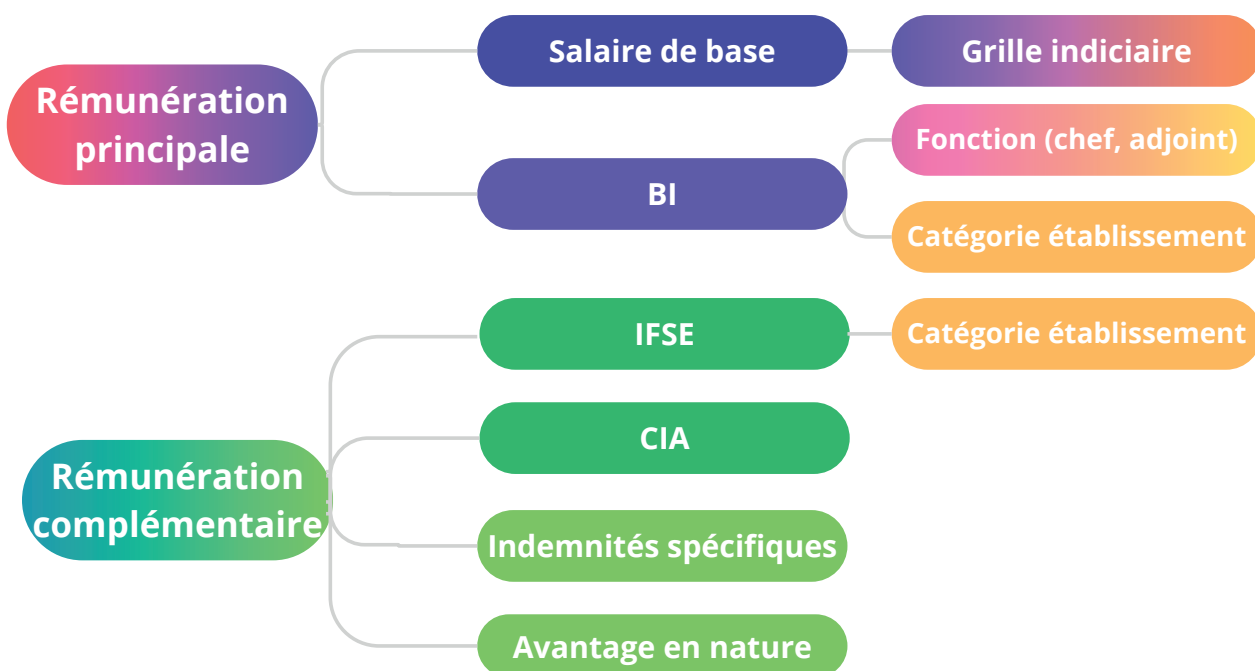 Rémunération
principale
Salaire de base
Grille indiciaire
BI
Fonction (chef, adjoint)
Catégorie établissement
Rémunération
complémentaire
IFSE
Catégorie établissement
CIA
Indemnités spécifiques
Avantage en nature